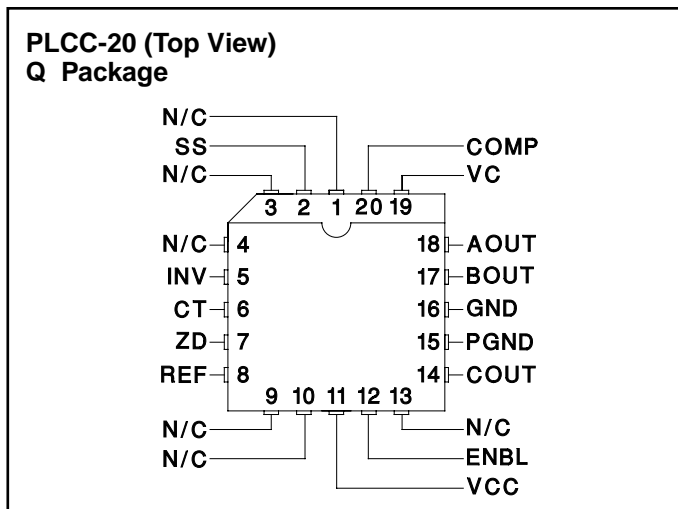 PLCC-20 (Top View)
Q Package
N/C
SS
COMP
N/C
VC
3 2 1 20 19
N/C 4 18 AOUT
INV 5 17 BOUT
CT 6 16 GND
ZD 7 15 PGND
REF 8 14 COUT
9 10 11 12 13
N/C N/C
N/C ENBL
VCC